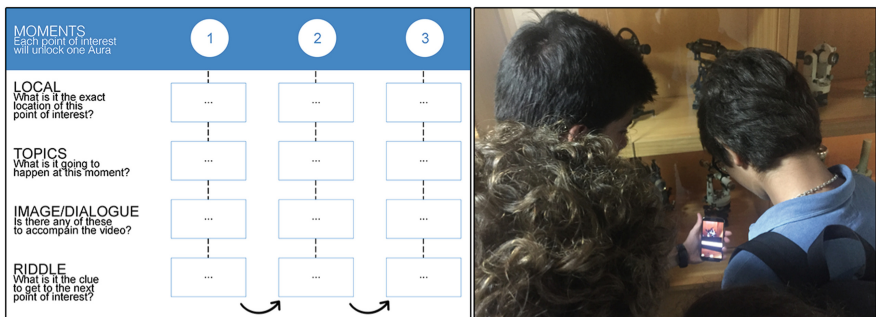 MOMENTS
Each point of interest
will unlock one Aura
1
2
3
LOCAL
What is it the exact
location of this
point of interest?
...
...
...
TOPICS
What is it going to
happen at this moment?
...
...
...
IMAGE/DIALOGUE
Is there any of these
to accompain the video?
...
...
...
RIDDLE
What is it the clue
to get to the next
point of interest?
...
...
...